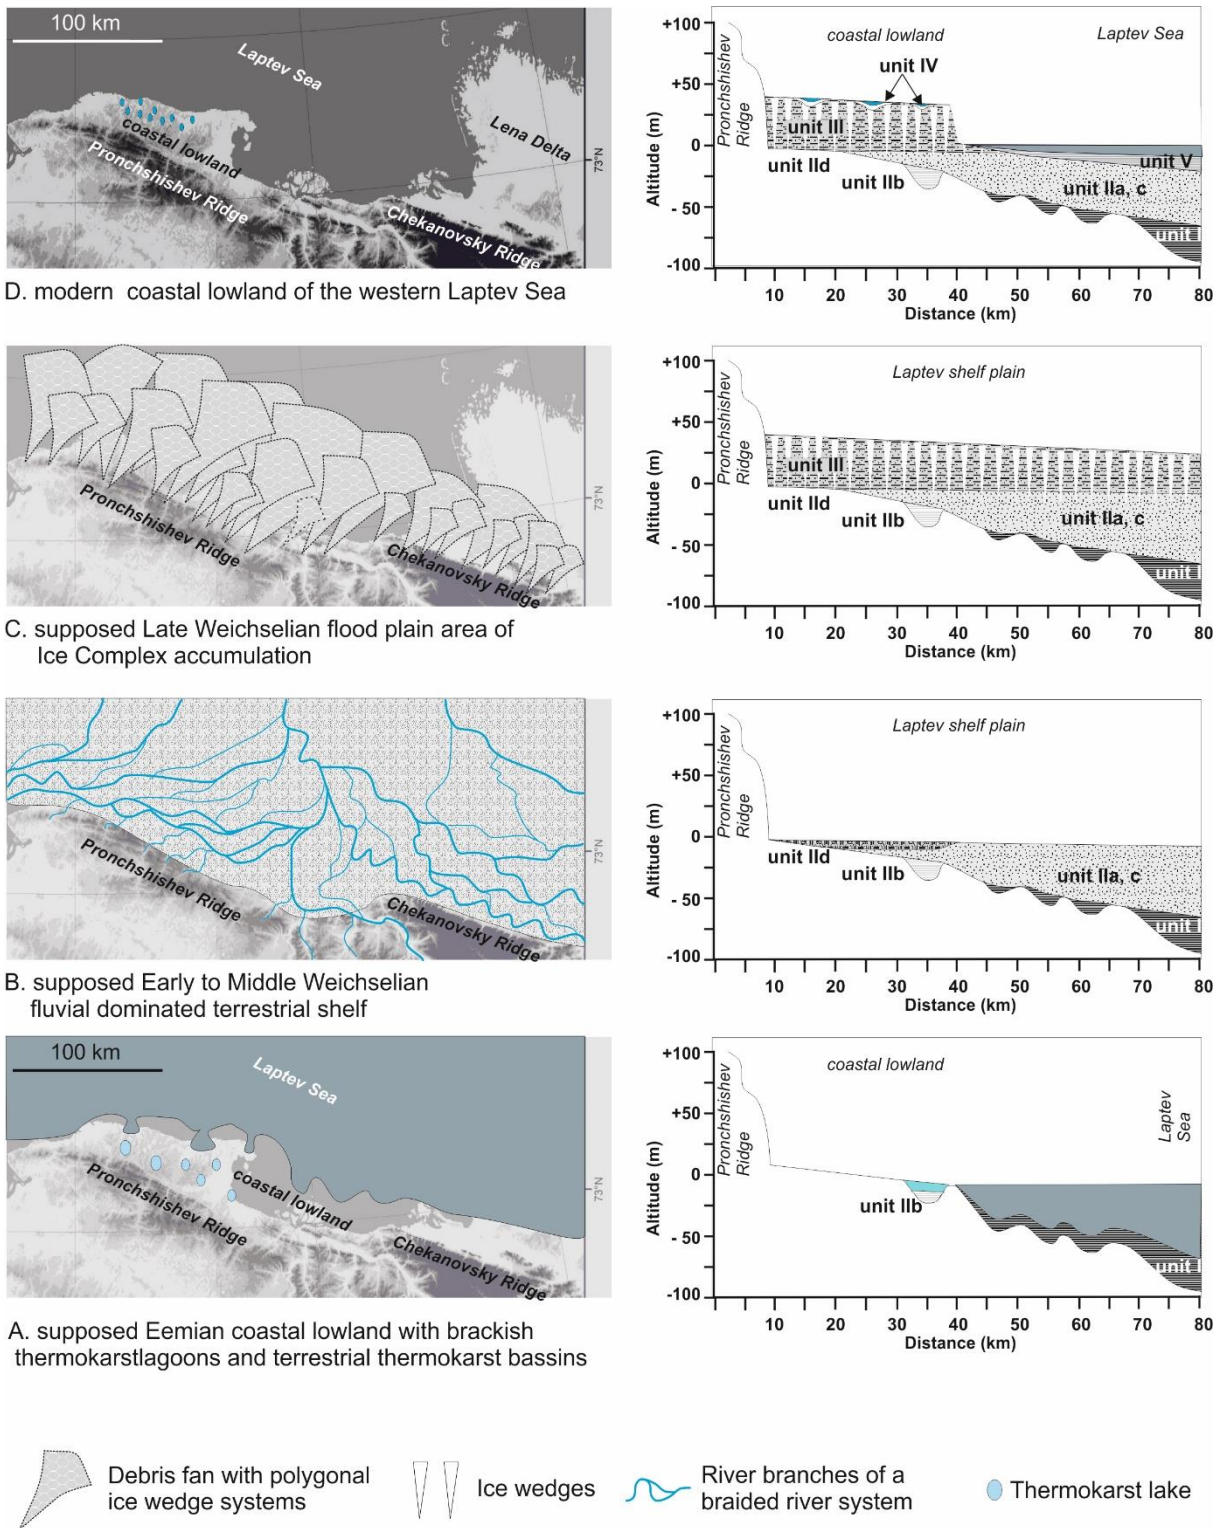 100 km
Laptev Sea
coastal lowland
Pronchshishev Ridge
Lena Delta
Chekanovsky Ridge
73°N
D. modern coastal lowland of the western Laptev Sea
Altitude (m)
+100
+50
0
- 50
-100
Pronchshishev
Ridge
coastal lowland
Laptev Sea
unit IV
unit III
unit IId
unit IIb
unit V
unit IIa, c
unit I
10 20 30 40 50 60 70 80
Distance (km)
Pronchshishev Ridge
Chekanovsky Ridge
73°N
C. supposed Late Weichselian flood plain area of
Ice Complex accumulation
Altitude (m)
+100
+50
0
- 50
-100
Pronchshishev
Ridge
Laptev shelf plain
unit III
unit IId
unit IIb
unit IIa, c
unit I
10 20 30 40 50 60 70 80
Distance (km)
Pronchshishev Ridge
Chekanovsky Ridge
73°N
B. supposed Early to Middle Weichselian
fluvial dominated terrestrial shelf
Altitude (m)
+100
+50
0
- 50
-100
Pronchshishev
Ridge
Laptev shelf plain
unit IId
unit IIb
unit IIa, c
unit I
10 20 30 40 50 60 70 80
Distance (km)
100 km
Laptev Sea
coastal lowland
Pronchshishev Ridge
Chekanovsky Ridge
73°N
A. supposed Eemian coastal lowland with brackish
thermokarstlagoons and terrestrial thermokarst basins
Altitude (m)
+100
+50
0
- 50
-100
Pronchshishev
Ridge
coastal lowland
Laptev
Sea
unit IIb
unit I
10 20 30 40 50 60 70 80
Distance (km)
Debris fan with polygonal
ice wedge systems
Ice wedges
River branches of a
braided river system
Thermokarst lake